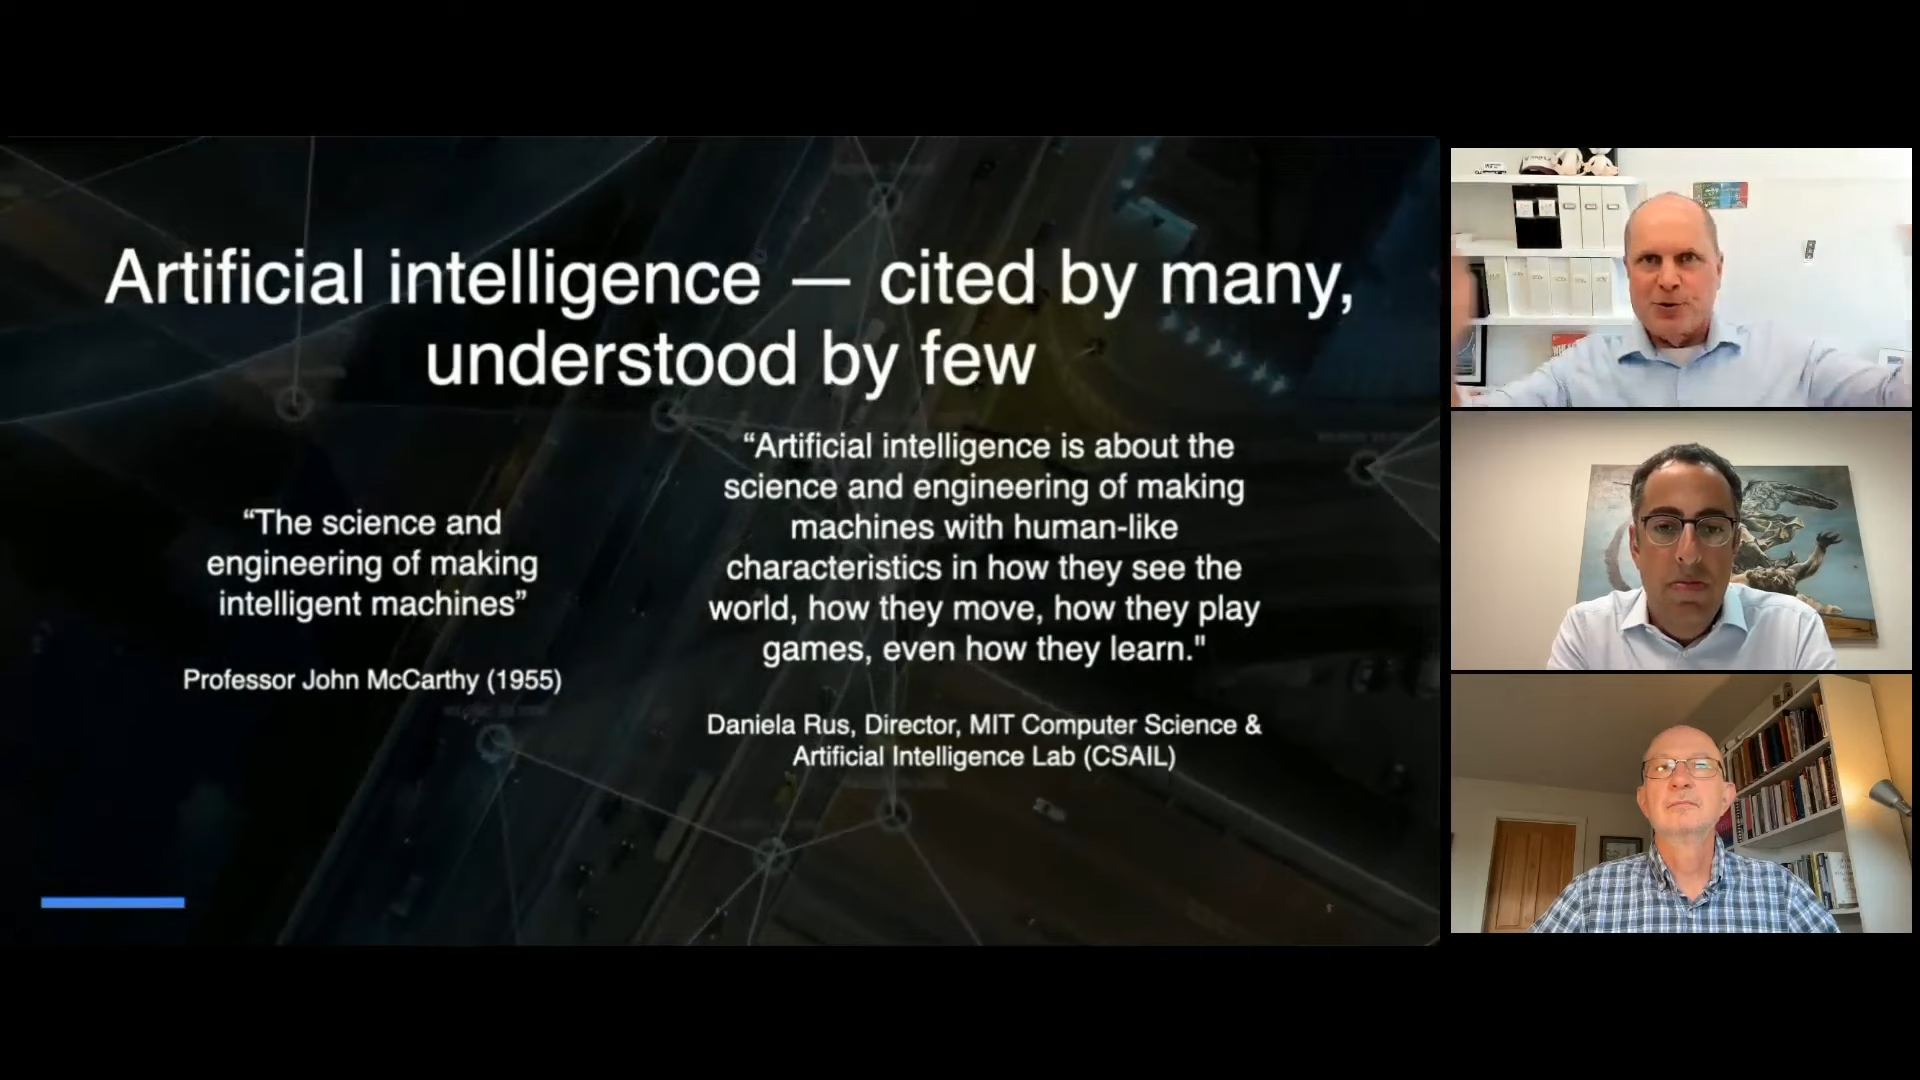 Artificial intelligence — cited by many,
understood by few
“The science and
engineering of making
intelligent machines”
Professor John McCarthy (1955)
“Artificial intelligence is about the
science and engineering of making
machines with human-like
characteristics in how they see the
world, how they move, how they play
games, even how they learn."
Daniela Rus, Director, MIT Computer Science &
Artificial Intelligence Lab (CSAIL)